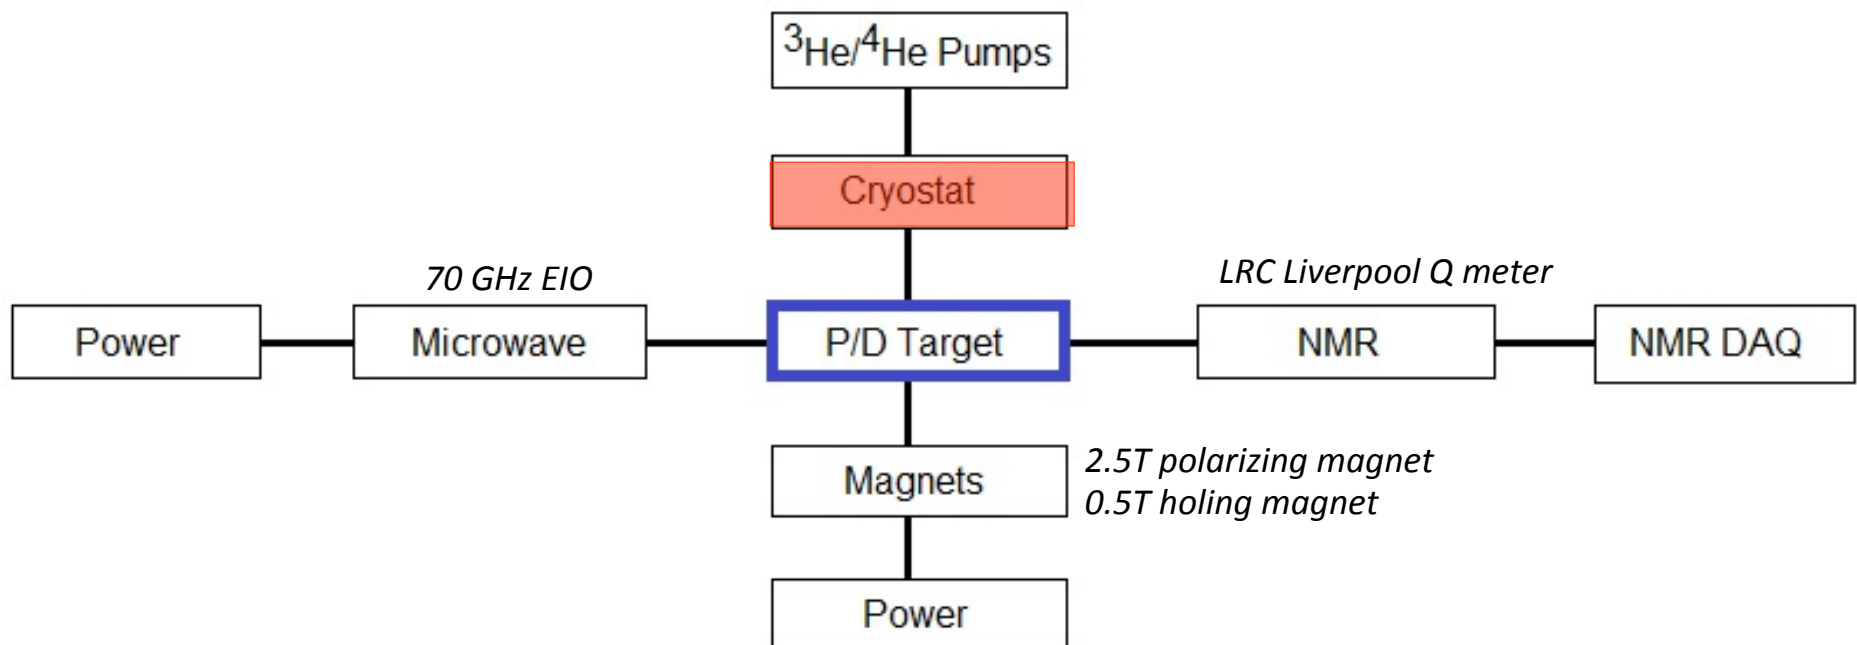 ³He/⁴He Pumps
Cryostat
70 GHz EIO
LRC Liverpool Q meter
Power
Microwave
P/D Target
NMR
NMR DAQ
Magnets
2.5T polarizing magnet
0.5T holing magnet
Power